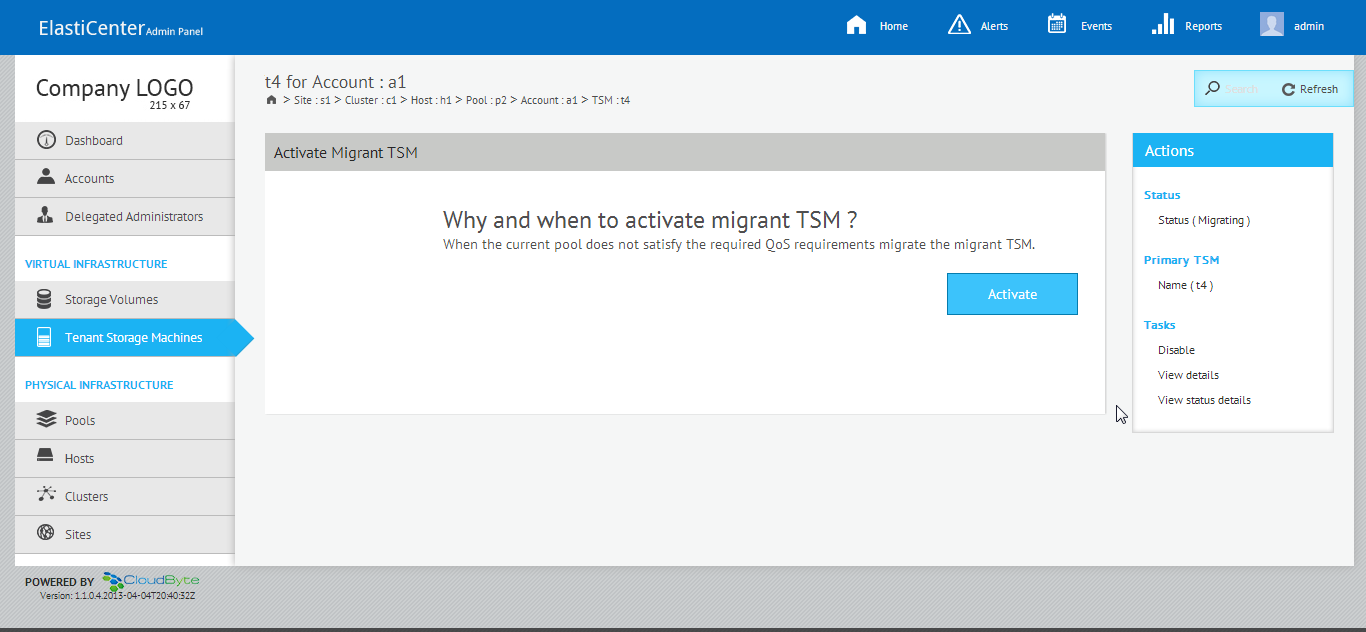 ElastiCenter Admin Panel
Home
Alerts
Events
Reports
admin
Company LOGO
215 x 67
Dashboard
Accounts
Delegated Administrators
VIRTUAL INFRASTRUCTURE
Storage Volumes
Tenant Storage Machines
PHYSICAL INFRASTRUCTURE
Pools
Hosts
Clusters
Sites
POWERED BY CloudByte
Version: 1.1.0.4.2013-04-04T20:40:32Z
t4 for Account : a1
> Site : s1 > Cluster : c1 > Host : h1 > Pool : p2 > Account : a1 > TSM : t4
Search
Refresh
Activate Migrant TSM
Why and when to activate migrant TSM ?
When the current pool does not satisfy the required QoS requirements migrate the migrant TSM.
Activate
Actions
Status
Status ( Migrating )
Primary TSM
Name ( t4 )
Tasks
Disable
View details
View status details